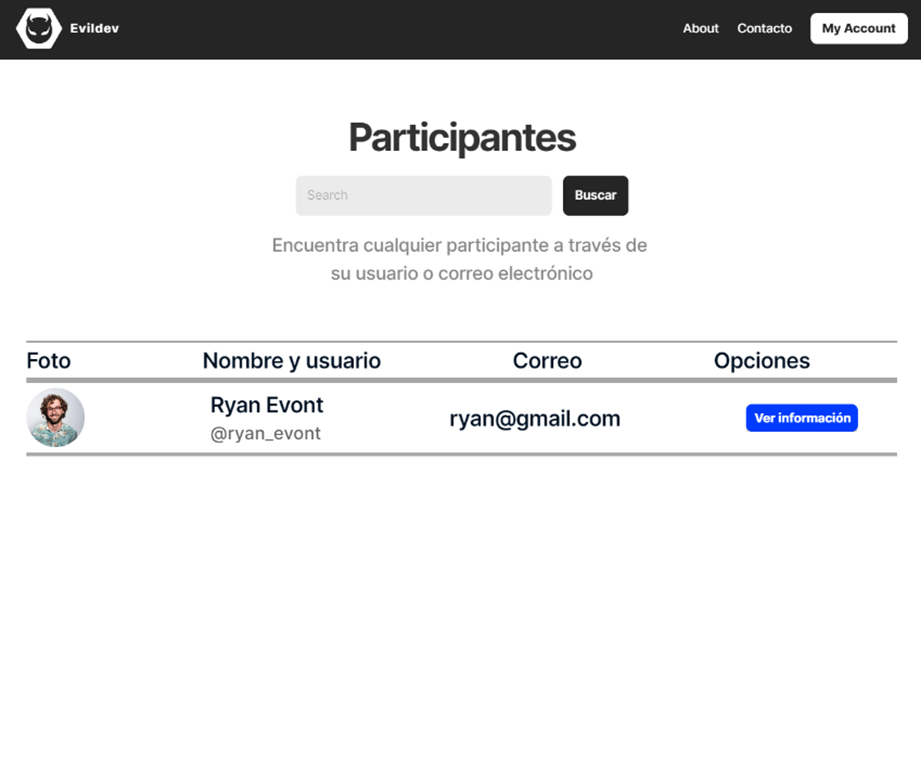 Evildev
About
Contacto
My Account
Participantes
Search
Buscar
Encuentra cualquier participante a través de
su usuario o correo electrónico
Foto
Nombre y usuario
Correo
Opciones
Ryan Evont
@ryan_evont
ryan@gmail.com
Ver información